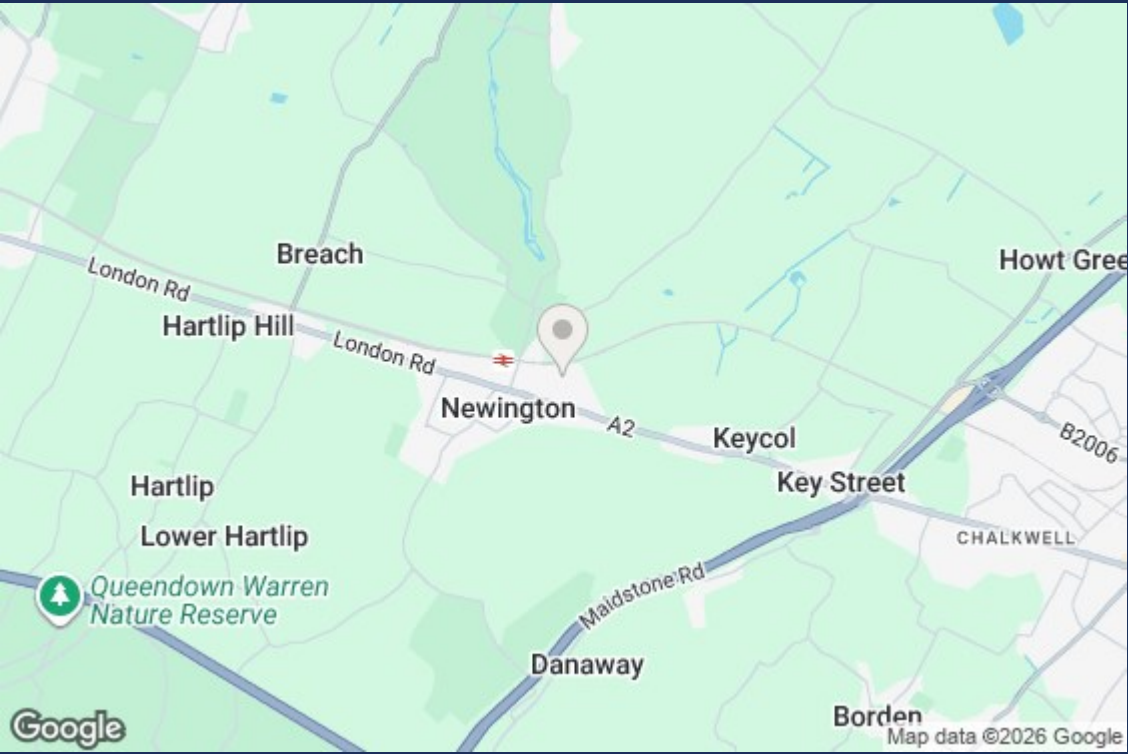 Breach
Howt Gree
London Rd
Hartlip Hill
London Rd
Newington
A2
Keycol
B2006
Key Street
Hartlip
Lower Hartlip
CHALKWELL
Queendown Warren
Nature Reserve
Maidstone Rd
Danaway
Borden
Google
Map data ©2026 Google